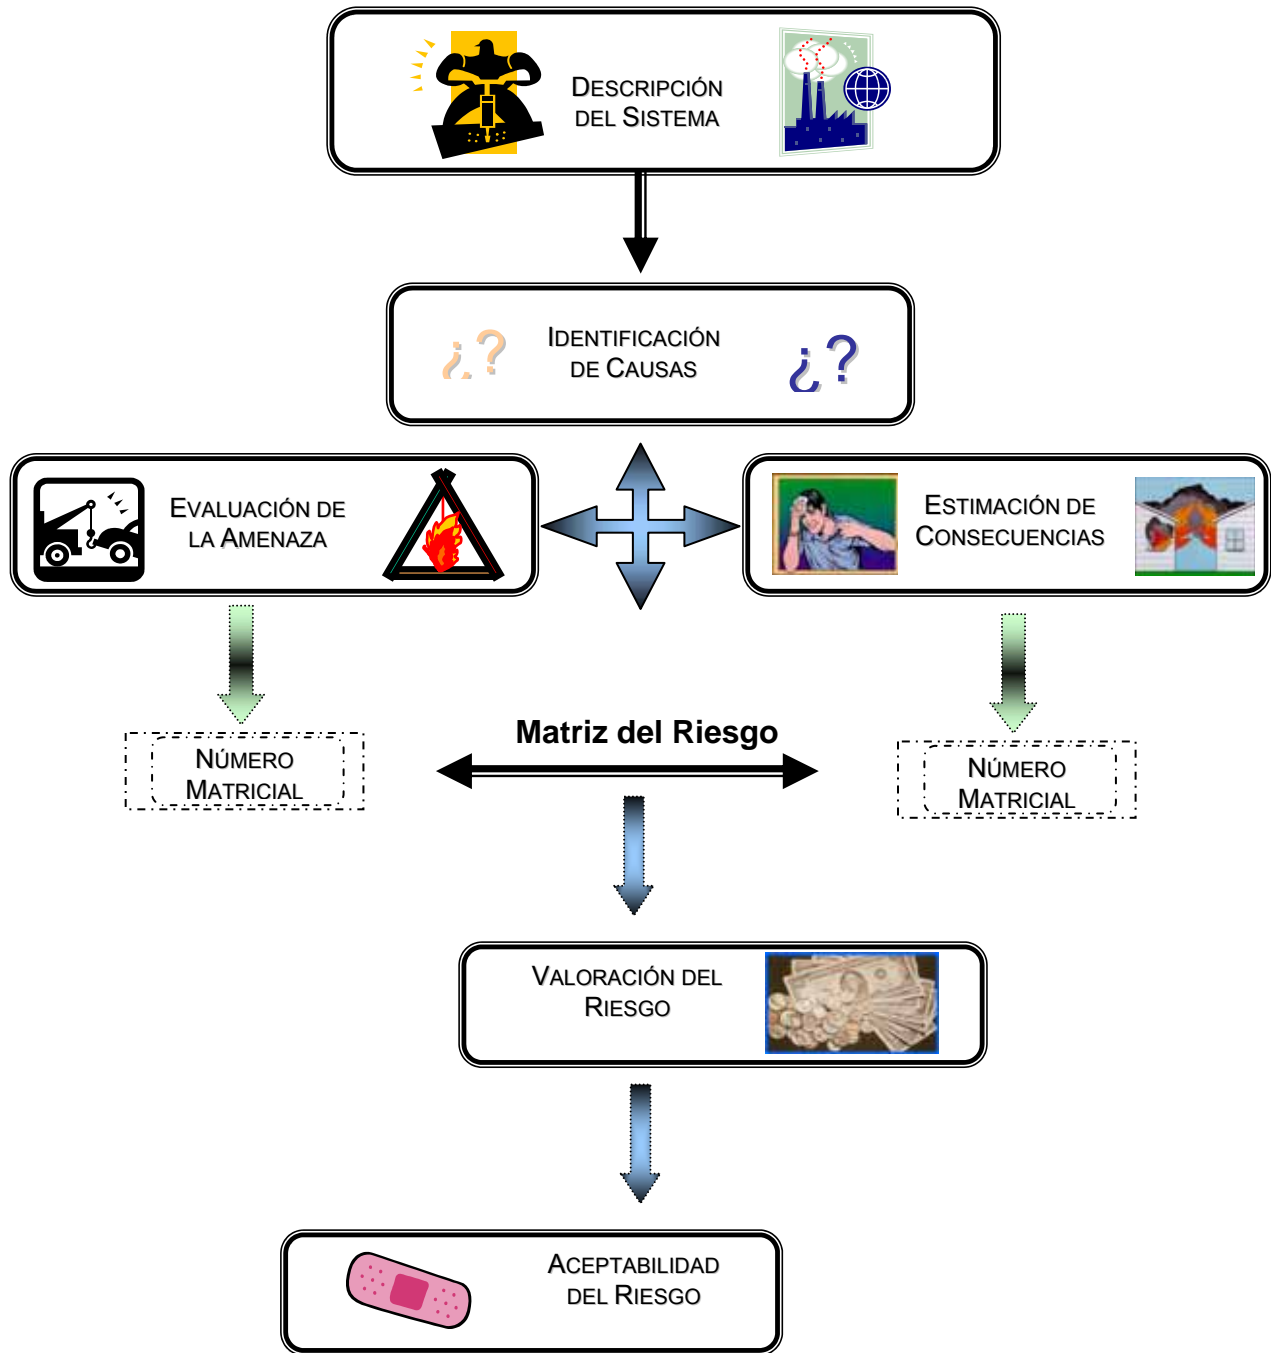 DESCRIPCIÓN
DEL SISTEMA
IDENTIFICACIÓN
DE CAUSAS
¿?
¿?
EVALUACIÓN DE
LA AMENAZA
ESTIMACIÓN DE
CONSECUENCIAS
Matriz del Riesgo
NÚMERO
MATRICIAL
NÚMERO
MATRICIAL
VALORACIÓN DEL
RIESGO
ACEPTABILIDAD
DEL RIESGO